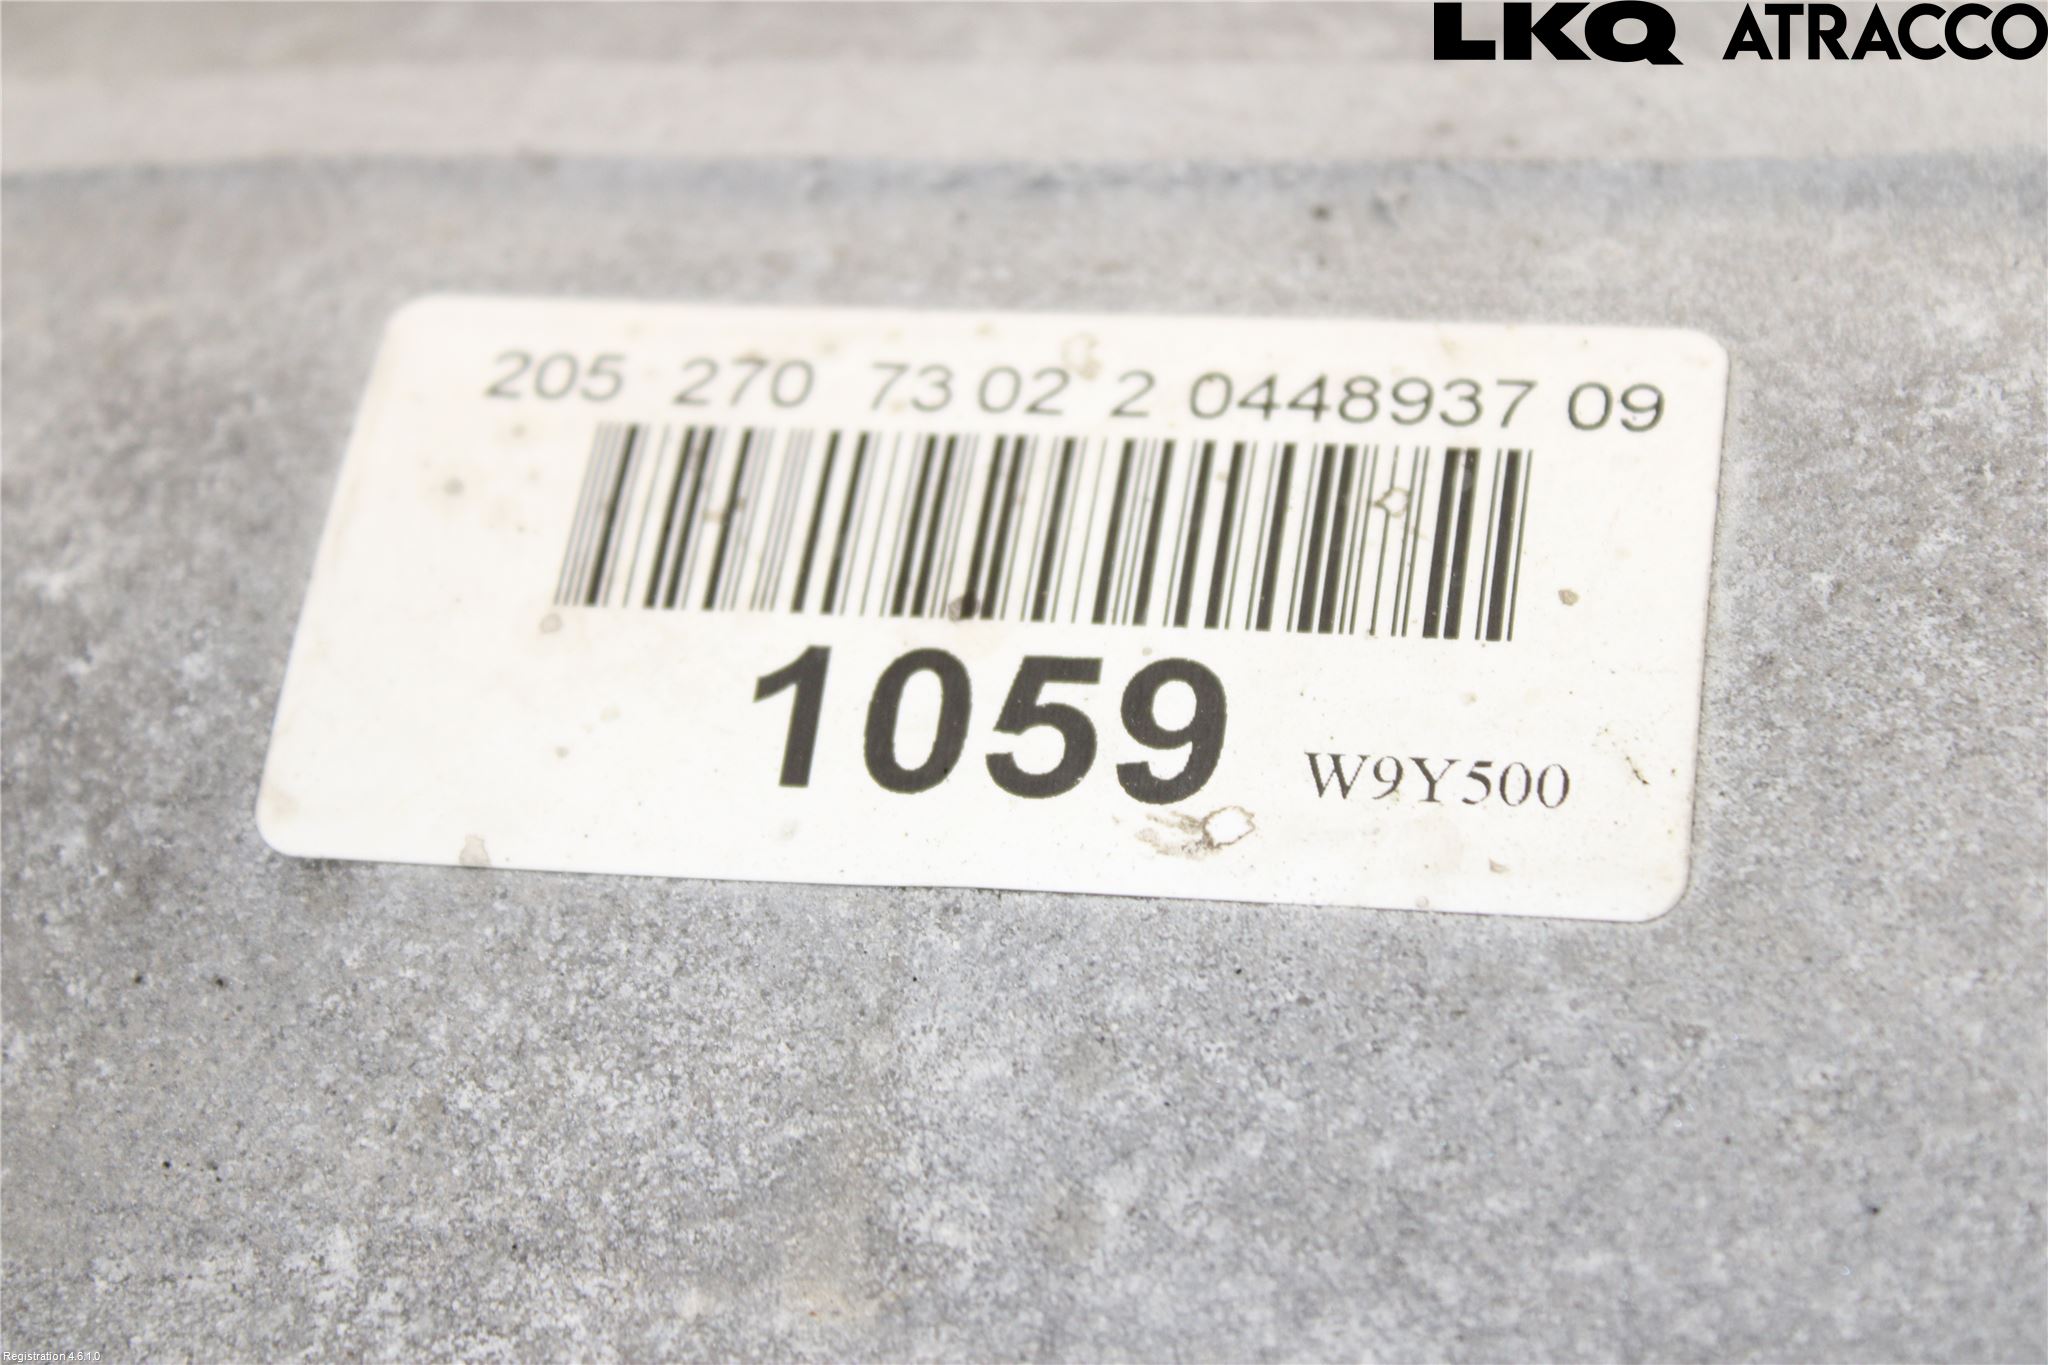 LKQ ATRACCO
205 270 73 02 2 0448937 09
1059 W9Y500
Registration 4.6.1.0